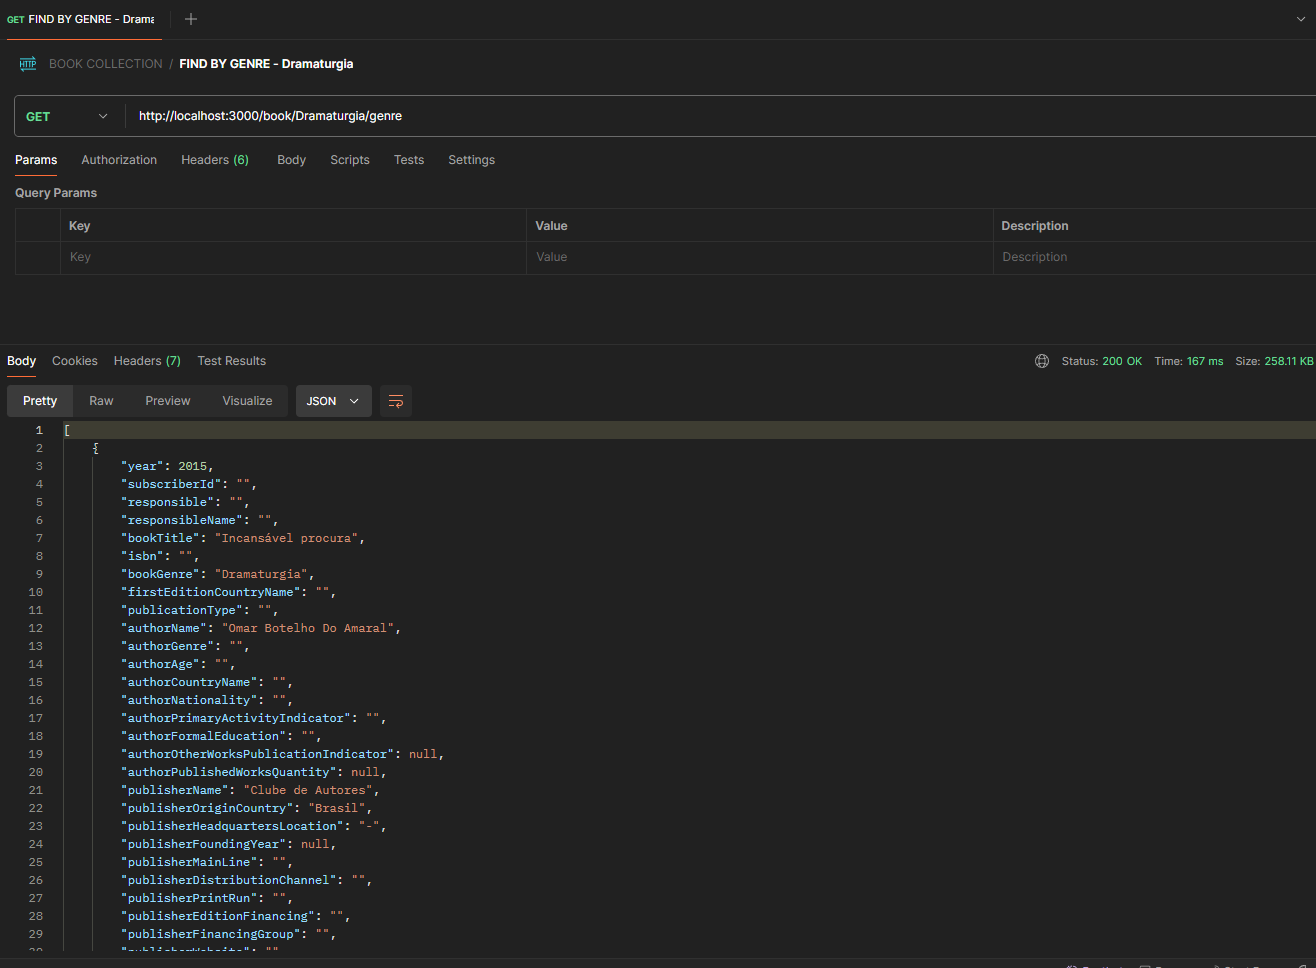 GET FIND BY GENRE - Drama
HTTP BOOK COLLECTION / FIND BY GENRE - Dramaturgia
GET http://localhost:3000/book/Dramaturgia/genre
Params Authorization Headers (6) Body Scripts Tests Settings
Query Params
Key Value Description
Key Value Description
Body Cookies Headers (7) Test Results Status: 200 OK Time: 167 ms Size: 258.11 KB
Pretty Raw Preview Visualize JSON
1 [
2 {
3 "year": 2015,
4 "subscriberId": "",
5 "responsible": "",
6 "responsibleName": "",
7 "bookTitle": "Incansável procura",
8 "isbn": "",
9 "bookGenre": "Dramaturgia",
10 "firstEditionCountryName": "",
11 "publicationType": "",
12 "authorName": "Omar Botelho Do Amaral",
13 "authorGenre": "",
14 "authorAge": "",
15 "authorCountryName": "",
16 "authorNationality": "",
17 "authorPrimaryActivityIndicator": "",
18 "authorFormalEducation": "",
19 "authorOtherWorksPublicationIndicator": null,
20 "authorPublishedWorksQuantity": null,
21 "publisherName": "Clube de Autores",
22 "publisherOriginCountry": "Brasil",
23 "publisherHeadquartersLocation": "-",
24 "publisherFoundingYear": null,
25 "publisherMainLine": "",
26 "publisherDistributionChannel": "",
27 "publisherPrintRun": "",
28 "publisherEditionFinancing": "",
29 "publisherFinancingGroup": "",